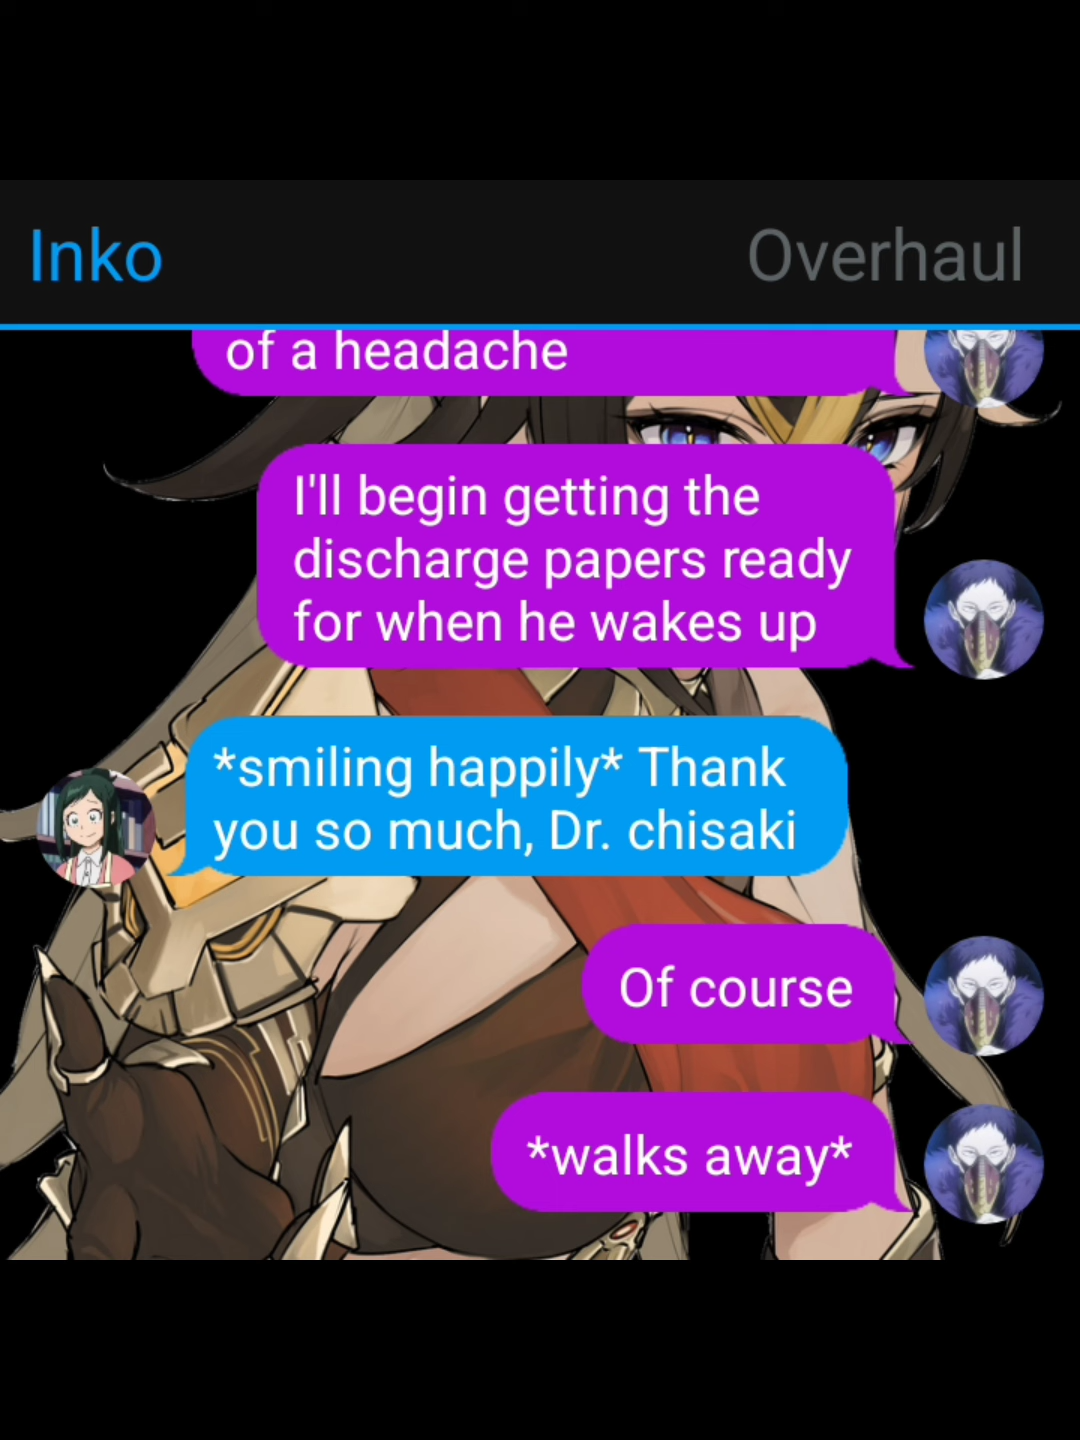 Inko
Overhaul
of a headache
I'll begin getting the
discharge papers ready
for when he wakes up
*smiling happily* Thank
you so much, Dr. chisaki
Of course
*walks away*